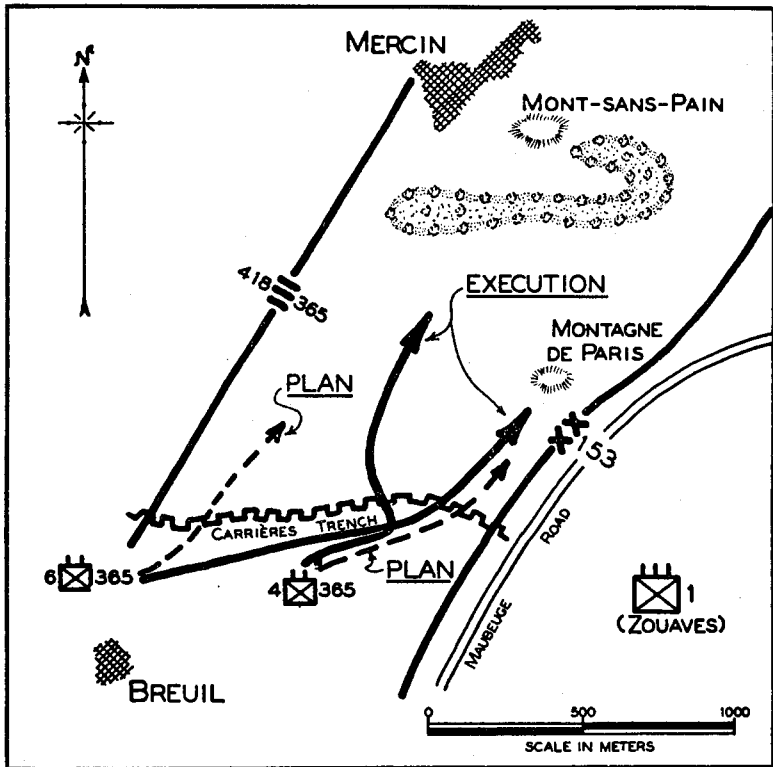 MERCIN
N
MONT-SANS-PAIN
418
365
EXECUTION
MONTAGNE
DE PARIS
PLAN
153
CARRIÈRES TRENCH
6
365
4
365
PLAN
MAUBEUGE ROAD
1
(ZOUAVES)
BREUIL
0 500 1000
SCALE IN METERS